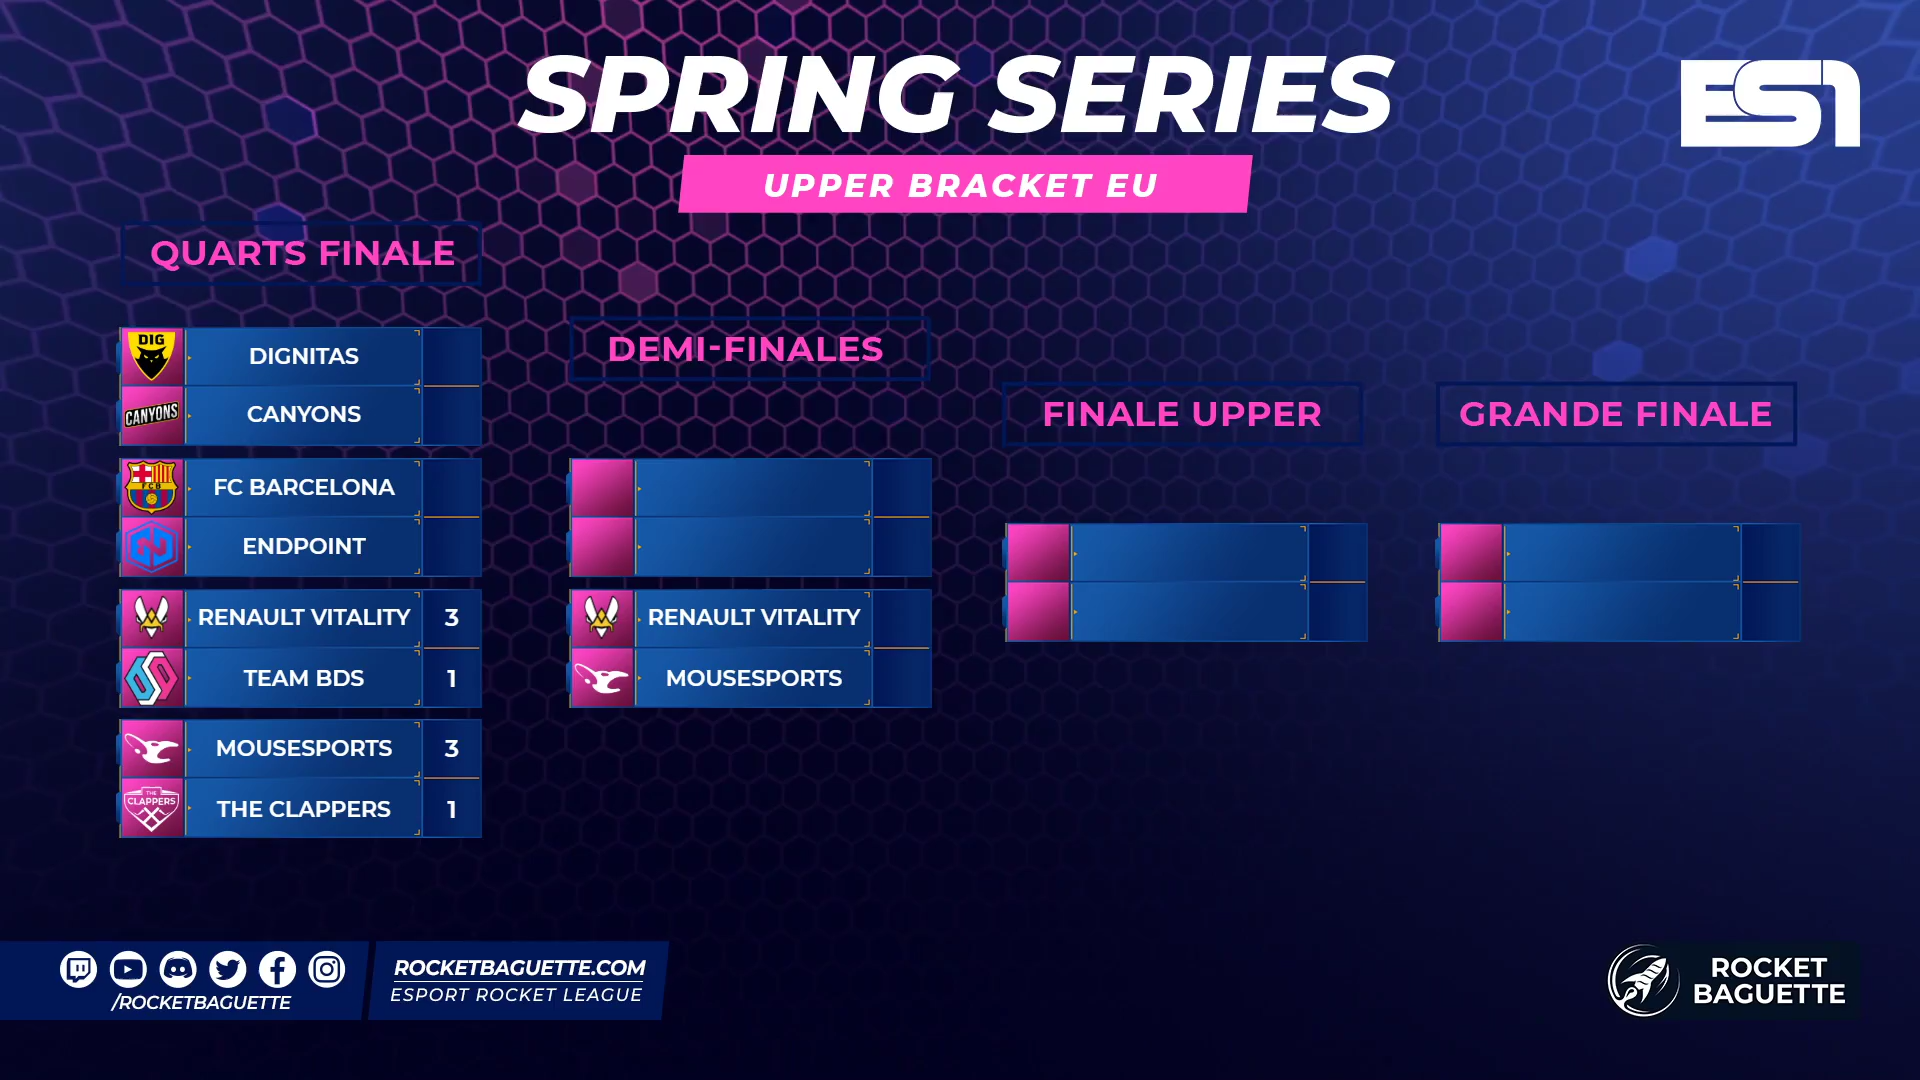 SPRING SERIES
ES1
UPPER BRACKET EU
QUARTS FINALE
DIG
DIGNITAS
CANYONS
CANYONS
FCB
FC BARCELONA
ENDPOINT
RENAULT VITALITY 3
TEAM BDS 1
MOUSESPORTS 3
THE
CLAPPERS
THE CLAPPERS 1
DEMI-FINALES
RENAULT VITALITY
MOUSESPORTS
FINALE UPPER
GRANDE FINALE
/ROCKETBAGUETTE
ROCKETBAGUETTE.COM
ESPORT ROCKET LEAGUE
ROCKET
BAGUETTE